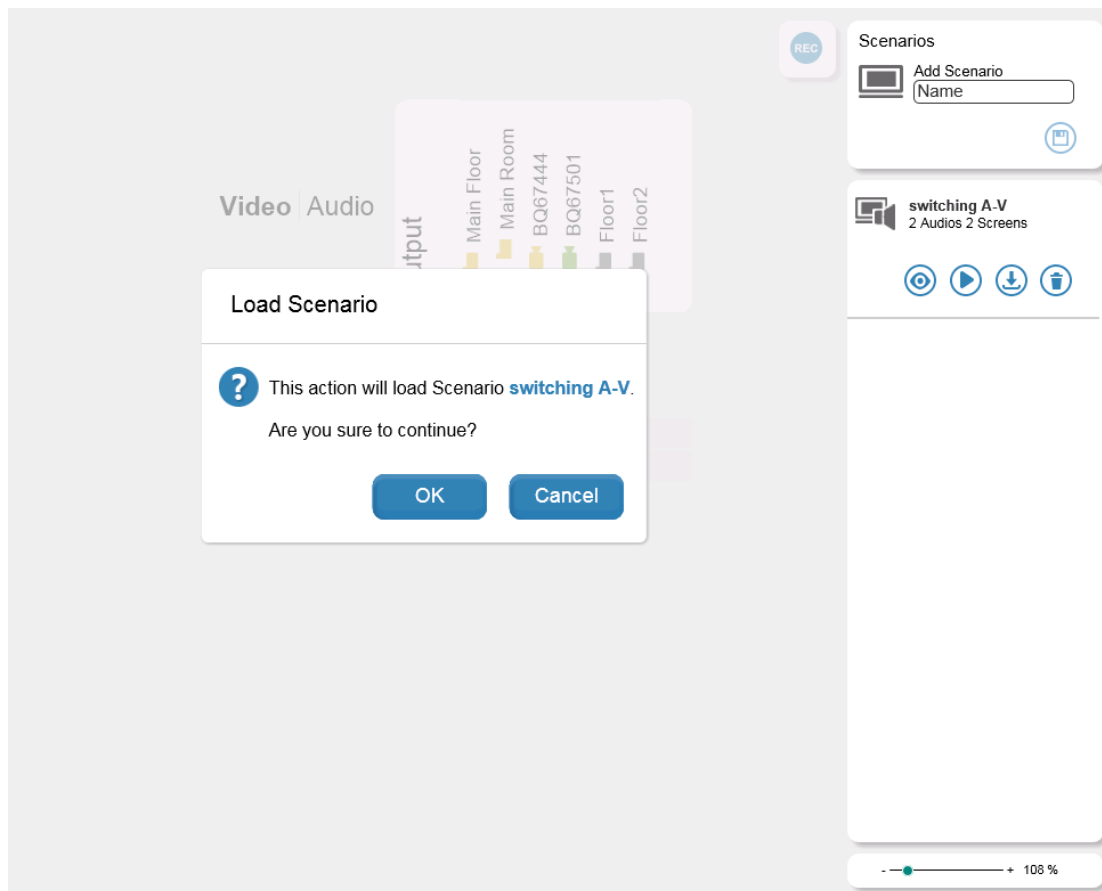 REC
Scenarios
Add Scenario
Name
Main Floor
Main Room
BQ67444
BQ67501
Floor1
Floor2
Video Audio
utput
switching A-V
2 Audios 2 Screens
Load Scenario
? This action will load Scenario switching A-V.
Are you sure to continue?
OK Cancel
- + 108 %